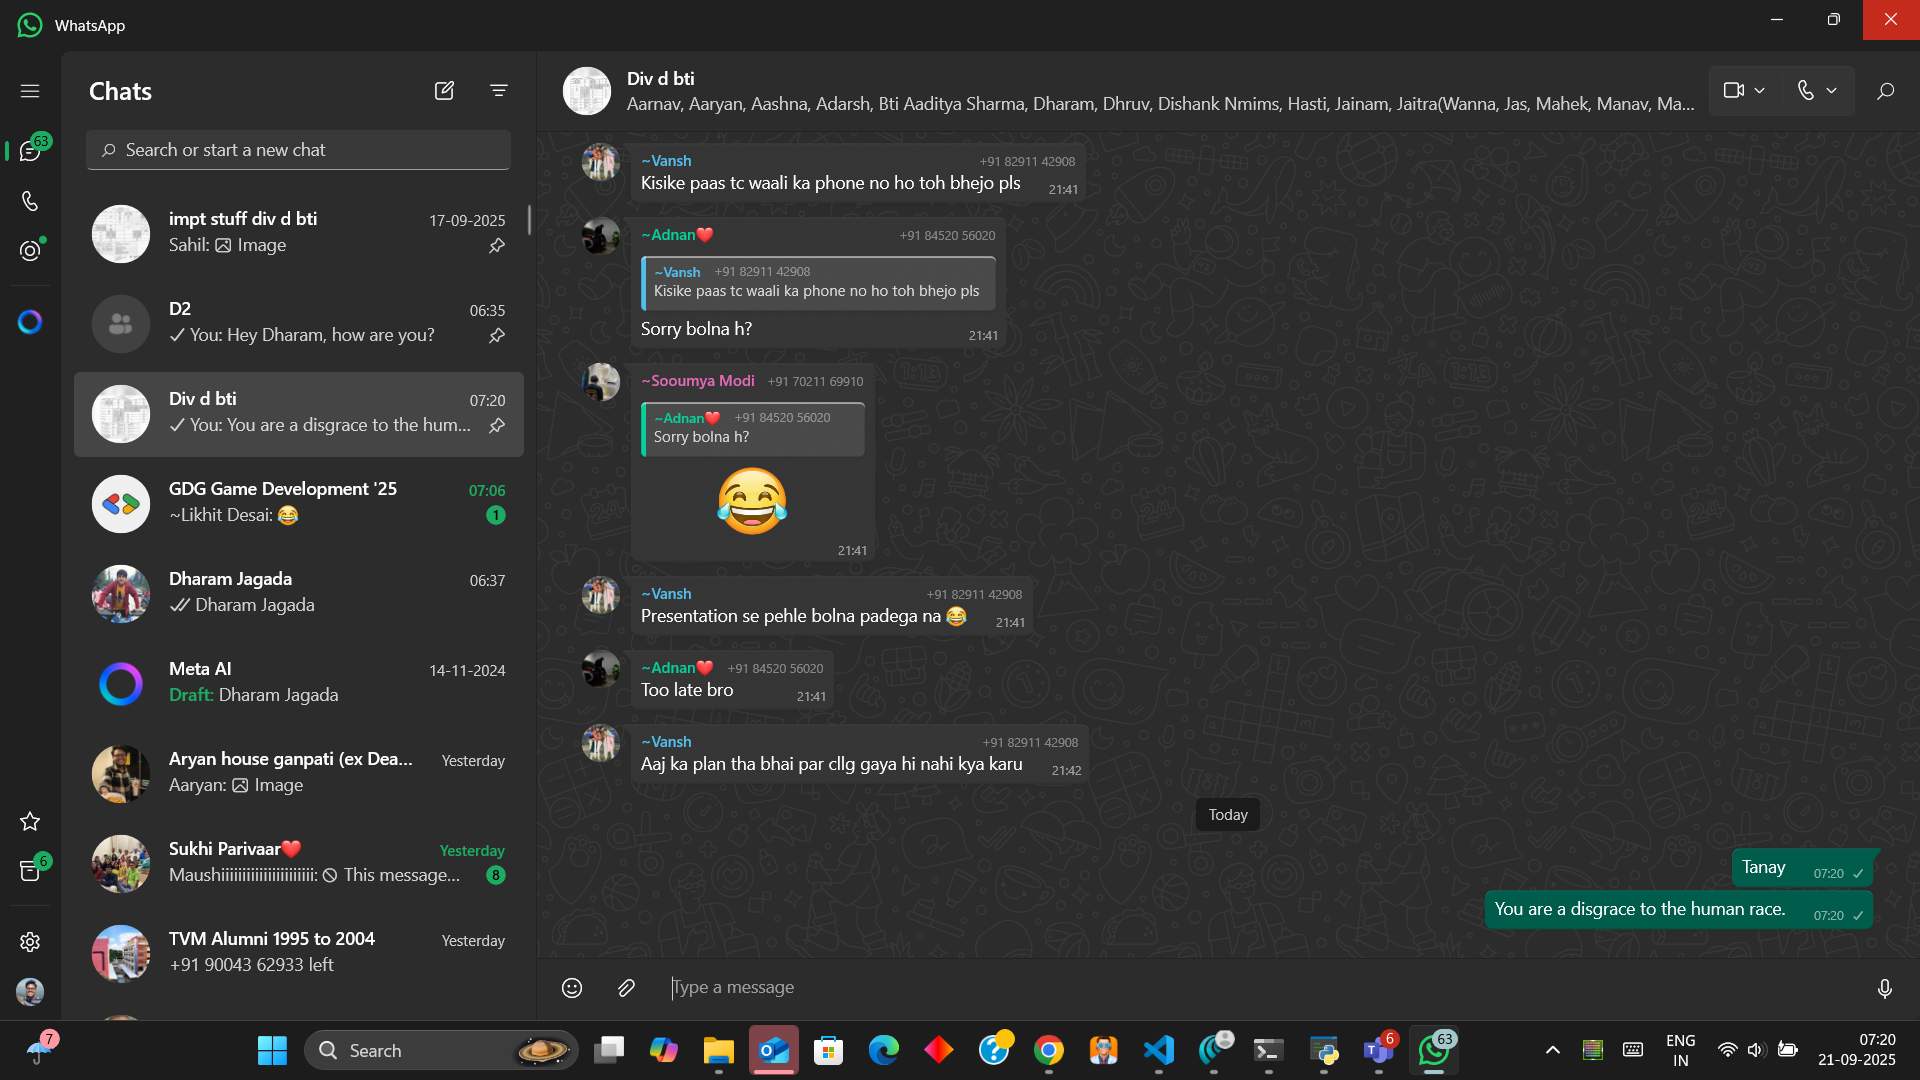 WhatsApp
Chats
63
Search or start a new chat
impt stuff div d bti
17-09-2025
Sahil: Image
D2
06:35
You: Hey Dharam, how are you?
Div d bti
07:20
You: You are a disgrace to the hum...
GDG Game Development '25
07:06
~Likhit Desai: 😂
1
Dharam Jagada
06:37
Dharam Jagada
Meta AI
14-11-2024
Draft: Dharam Jagada
Aryan house ganpati (ex Dea...
Yesterday
Aaryan: Image
Sukhi Parivaar❤️
Yesterday
Maushiiiiiiiiiiiiiiiiiiiiii: This message...
8
6
TVM Alumni 1995 to 2004
Yesterday
+91 90043 62933 left
Div d bti
Aarnav, Aaryan, Aashna, Adarsh, Bti Aaditya Sharma, Dharam, Dhruv, Dishank Nmims, Hasti, Jainam, Jaitra(Wanna, Jas, Mahek, Manav, Ma...
~Vansh +91 82911 42908
Kisike paas tc waali ka phone no ho toh bhejo pls 21:41
~Adnan❤️ +91 84520 56020
~Vansh +91 82911 42908
Kisike paas tc waali ka phone no ho toh bhejo pls
Sorry bolna h? 21:41
~Sooumya Modi +91 70211 69910
~Adnan❤️ +91 84520 56020
Sorry bolna h?
😂
21:41
~Vansh +91 82911 42908
Presentation se pehle bolna padega na 😂 21:41
~Adnan❤️ +91 84520 56020
Too late bro 21:41
~Vansh +91 82911 42908
Aaj ka plan tha bhai par cllg gaya hi nahi kya karu 21:42
Today
Tanay 07:20
You are a disgrace to the human race. 07:20
Type a message
7
Search
6
63
ENG
IN
07:20
21-09-2025